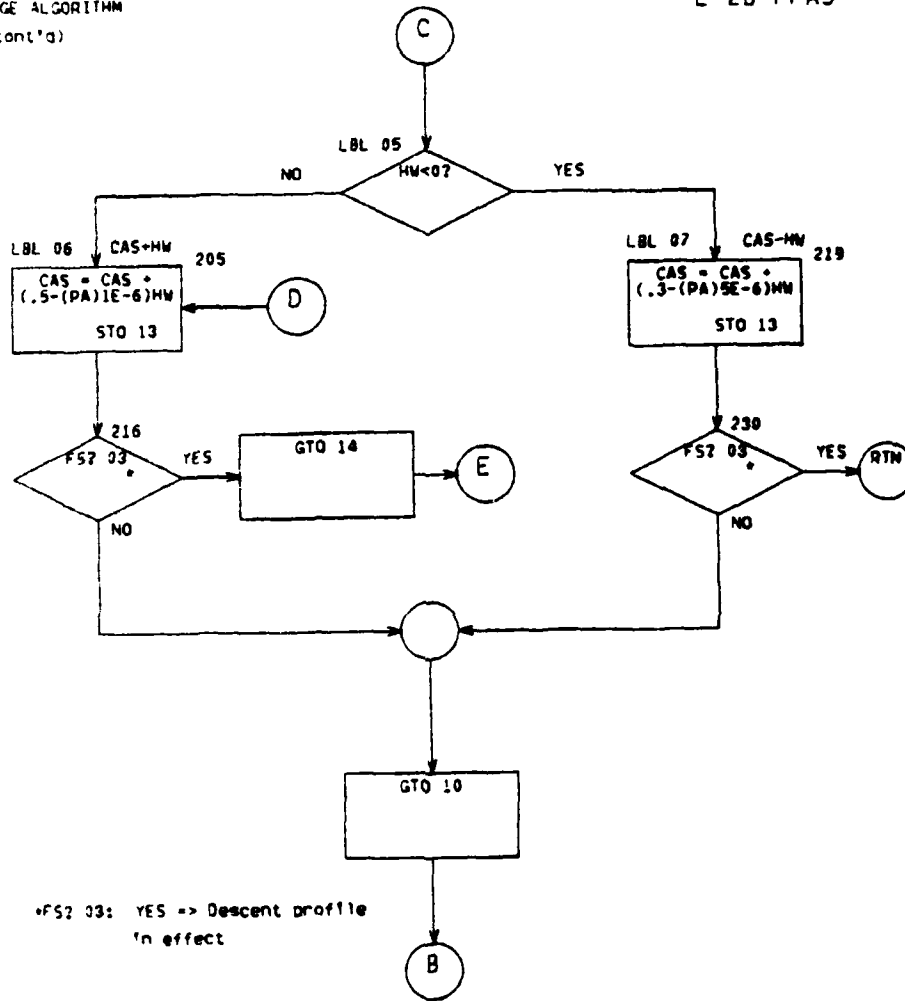 GE ALGORITHM
cont'd)
C
LBL 05
HW<0?
NO
YES
LBL 06 CAS+HW
205
CAS = CAS +
(.5-(PA)1E-6)HW
STO 13
D
LBL 07 CAS-HW
219
CAS = CAS +
(.3-(PA)5E-6)HW
STO 13
216
FS? 03
*
YES
NO
GTO 14
E
230
FS? 03
*
YES
RTN
NO
GTO 10
*FS? 03: YES => Descent profile
in effect
B